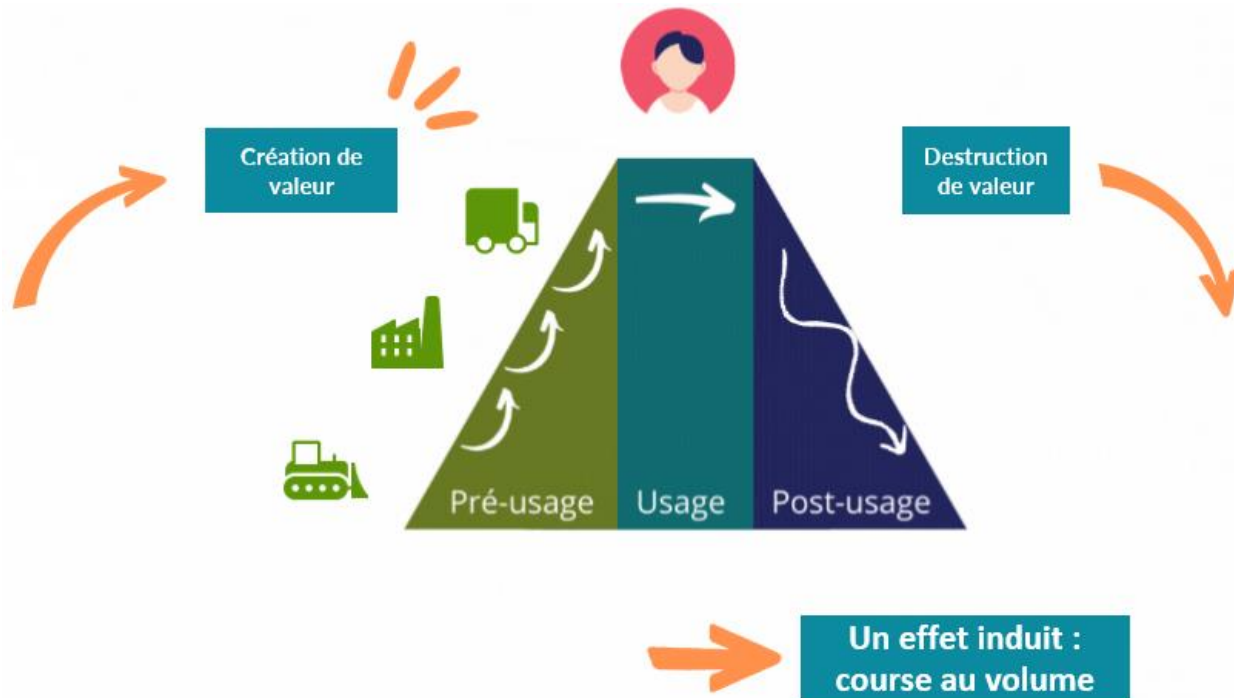 Création de
valeur
Destruction
de valeur
Pré-usage
Usage
Post-usage
Un effet induit :
course au volume